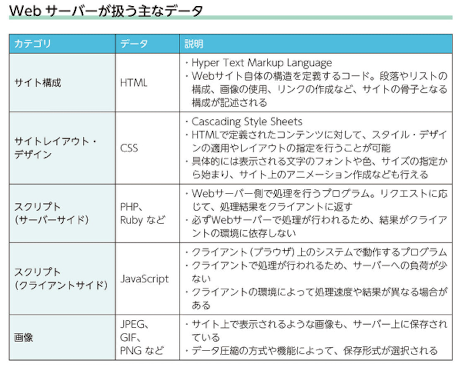 Web サーバーが扱う主なデータ
カテゴリ データ 説明
サイト構成
HTML
・Hyper Text Markup Language
・Webサイト自体の構造を定義するコード。段落やリストの
構成、画像の使用、リンクの作成など、サイトの骨子となる
構成が記述される
サイトレイアウト・
デザイン
CSS
・Cascading Style Sheets
・HTMLで定義されたコンテンツに対して、スタイル・デザイ
ンの適用やレイアウトの指定を行うことが可能
・具体的には表示される文字のフォントや色、サイズの指定か
ら始まり、サイト上のアニメーション作成なども行える
スクリプト
（サーバーサイド）
PHP、
Ruby など
・Webサーバー側で処理を行うプログラム。リクエストに応
じて、処理結果をクライアントに返す
・必ずWebサーバーで処理が行われるため、結果がクライア
ントの環境に依存しない
スクリプト
（クライアントサイド）
JavaScript
・クライアント（ブラウザ）上のシステムで動作するプログラム
・クライアントで処理が行われるため、サーバーへの負荷が少
ない
・クライアントの環境によって処理速度や結果が異なる場合が
ある
画像
JPEG、
GIF、
PNG など
・サイト上で表示されるような画像も、サーバー上に保存され
ている
・データ圧縮の方式や機能によって、保存形式が選択される